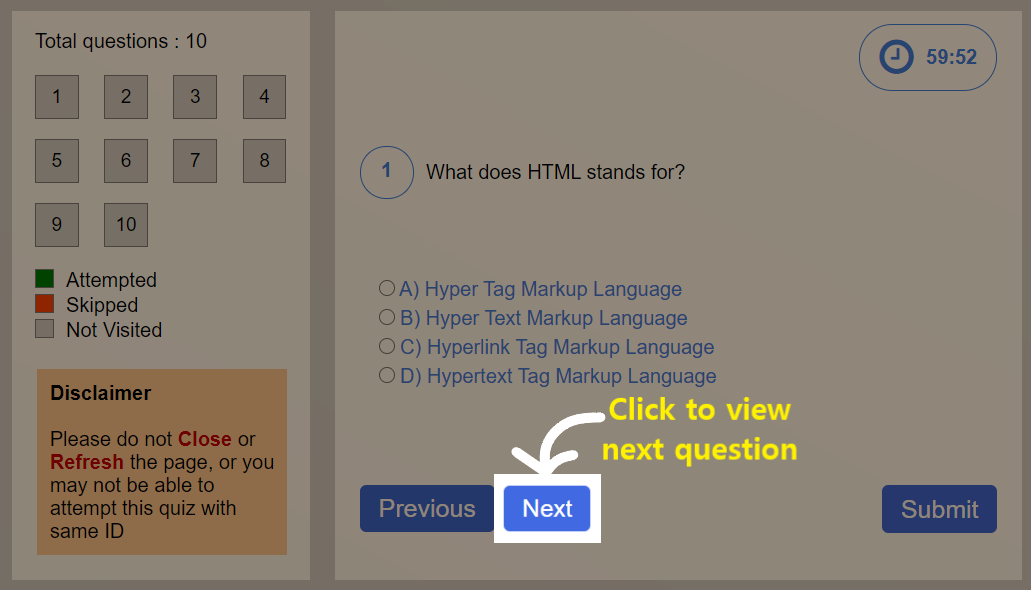 Total questions : 10
1 2 3 4
5 6 7 8
9 10
Attempted
Skipped
Not Visited
Disclaimer
Please do not Close or
Refresh the page, or you
may not be able to
attempt this quiz with
same ID
59:52
1 What does HTML stands for?
A) Hyper Tag Markup Language
B) Hyper Text Markup Language
C) Hyperlink Tag Markup Language
D) Hypertext Tag Markup Language
Click to view
next question
Previous Next Submit